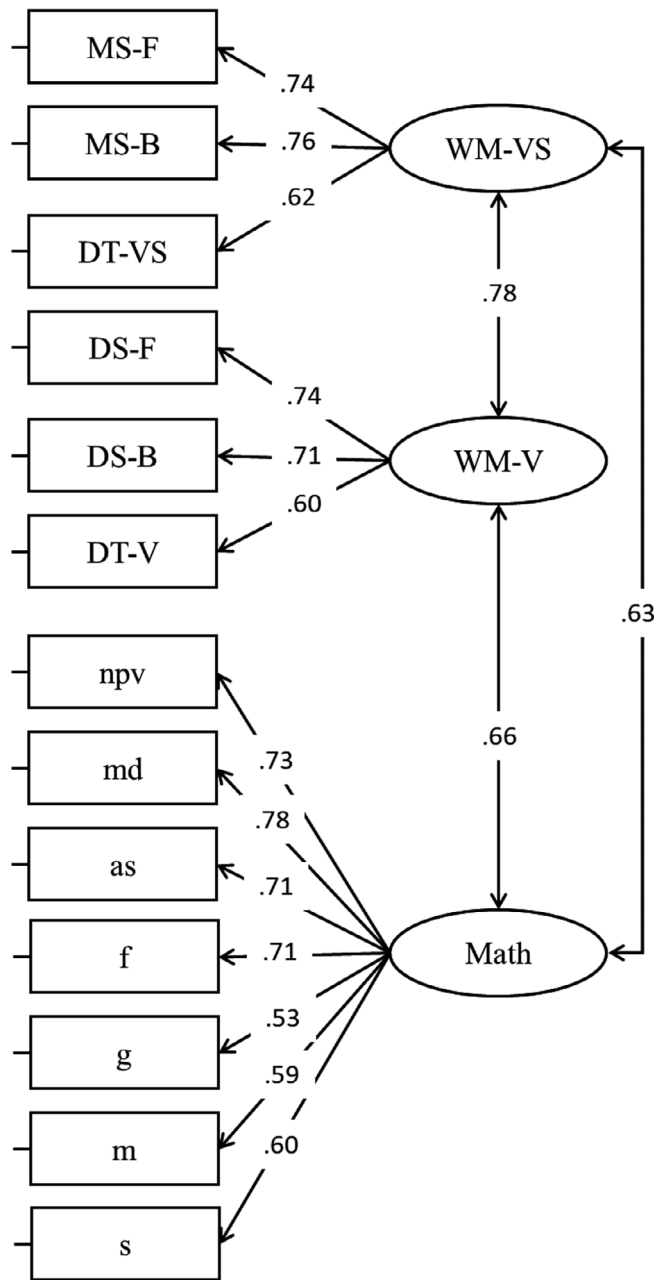 MS-F
.74
MS-B
.76
WM-VS
.62
DT-VS
.78
DS-F
.74
DS-B
.71
WM-V
.60
DT-V
.63
npv
.66
.73
md
.78
as
.71
f
.71
Math
.53
g
.59
m
.60
s